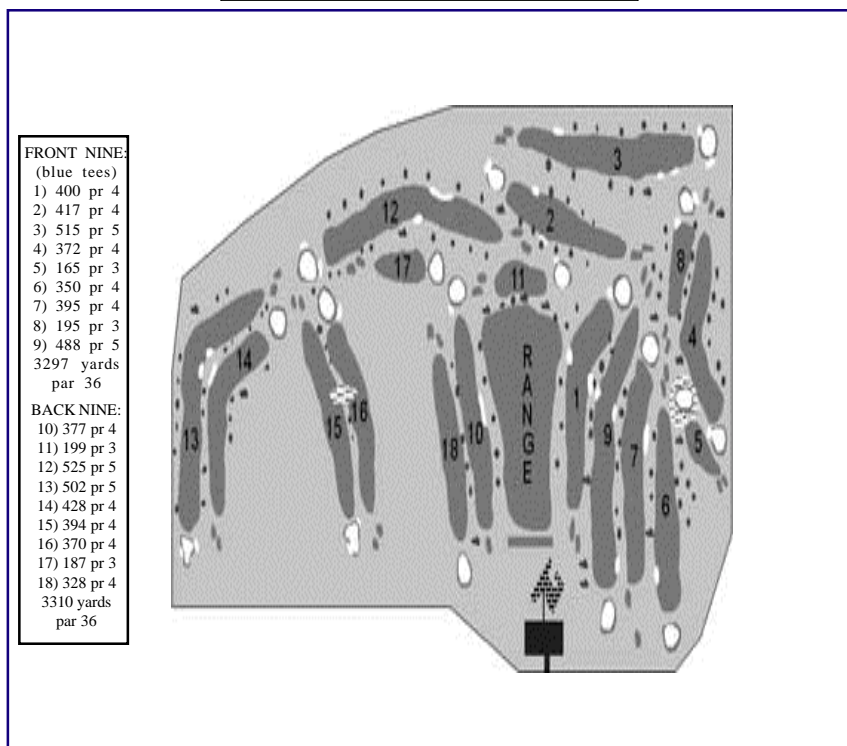 FRONT NINE:
(blue tees)
1) 400 pr 4
2) 417 pr 4
3) 515 pr 5
4) 372 pr 4
5) 165 pr 3
6) 350 pr 4
7) 395 pr 4
8) 195 pr 3
9) 488 pr 5
3297 yards
par 36
BACK NINE:
10) 377 pr 4
11) 199 pr 3
12) 525 pr 5
13) 502 pr 5
14) 428 pr 4
15) 394 pr 4
16) 370 pr 4
17) 187 pr 3
18) 328 pr 4
3310 yards
par 36
3
12
2
17
8
11
4
14
RANGE
1
16
13
15
10
18
9
7
5
6